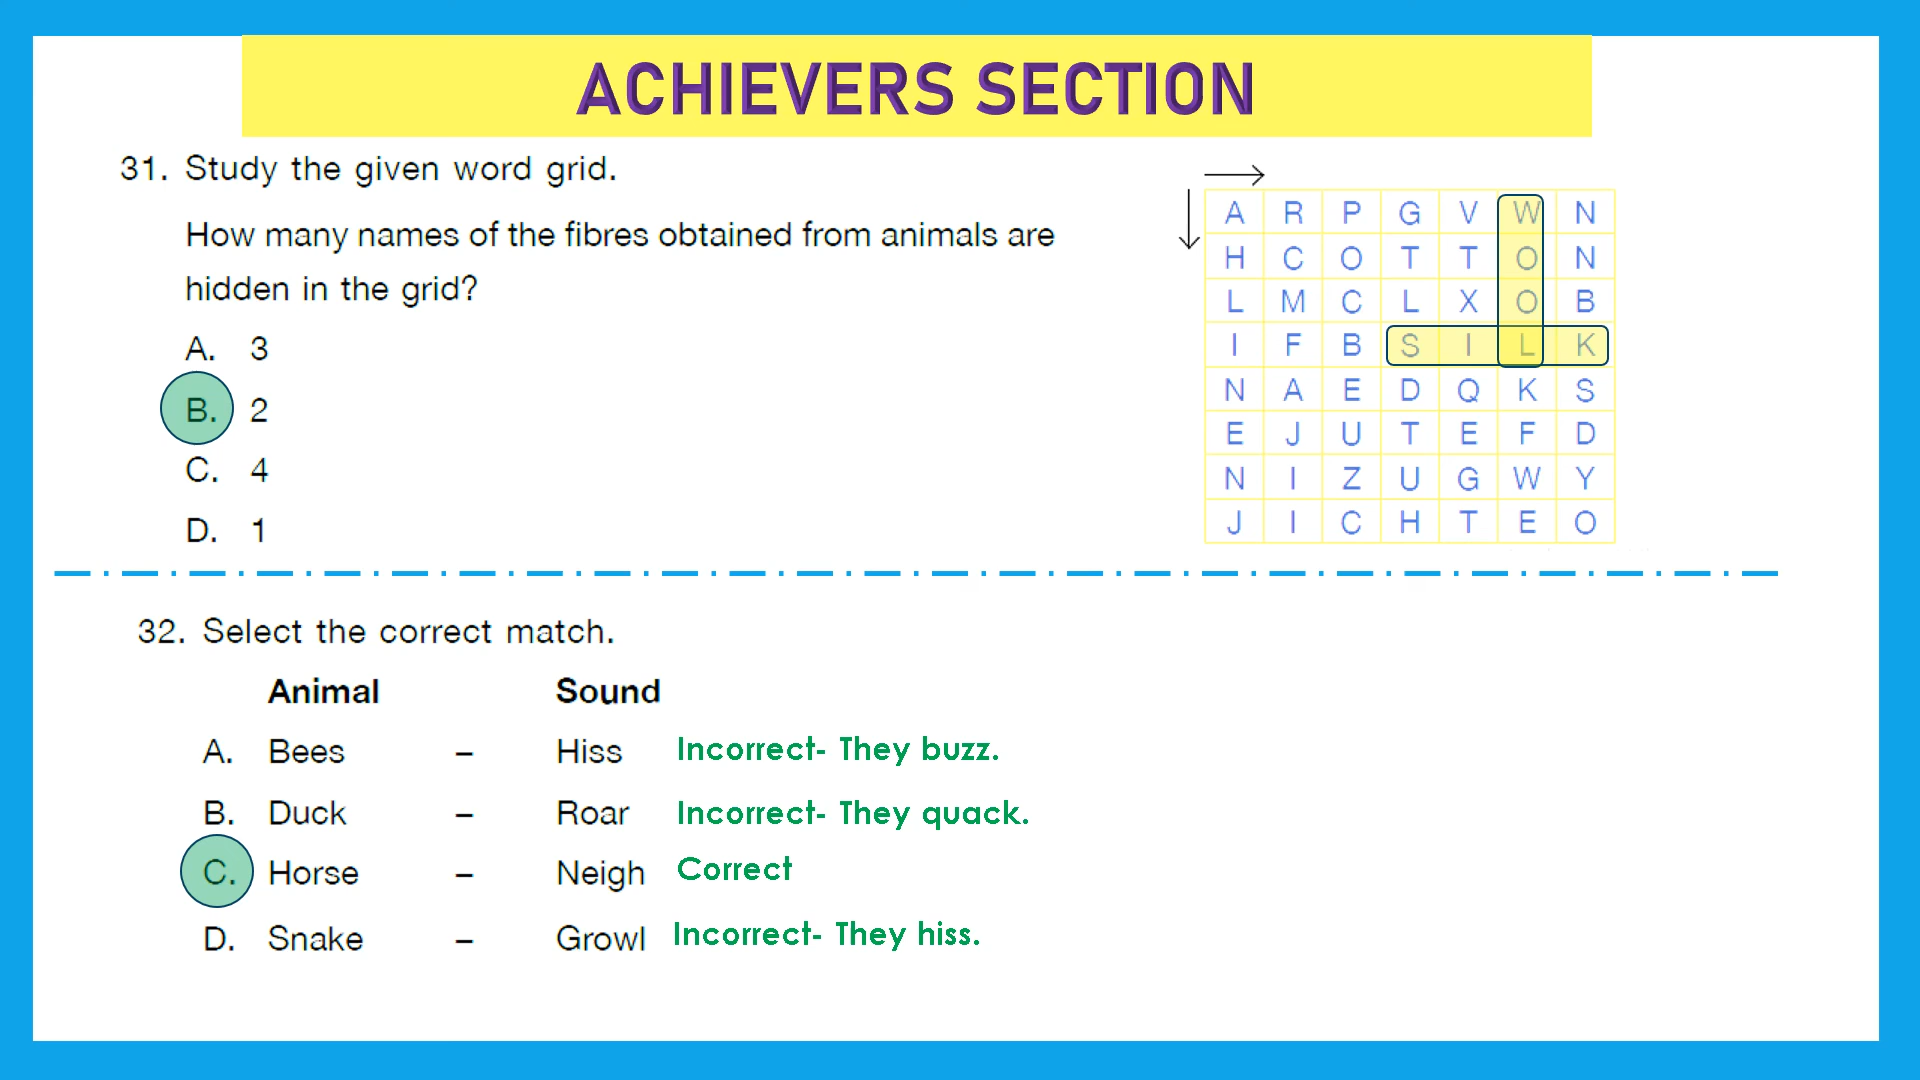 ACHIEVERS SECTION
31. Study the given word grid.
How many names of the fibres obtained from animals are
hidden in the grid?
A. 3
B. 2
C. 4
D. 1
A R P G V W N
H C O T T O N
L M C L X O B
I F B S I L K
N A E D Q K S
E J U T E F D
N I Z U G W Y
J I C H T E O
32. Select the correct match.
Animal Sound
A. Bees – Hiss Incorrect- They buzz.
B. Duck – Roar Incorrect- They quack.
C. Horse – Neigh Correct
D. Snake – Growl Incorrect- They hiss.